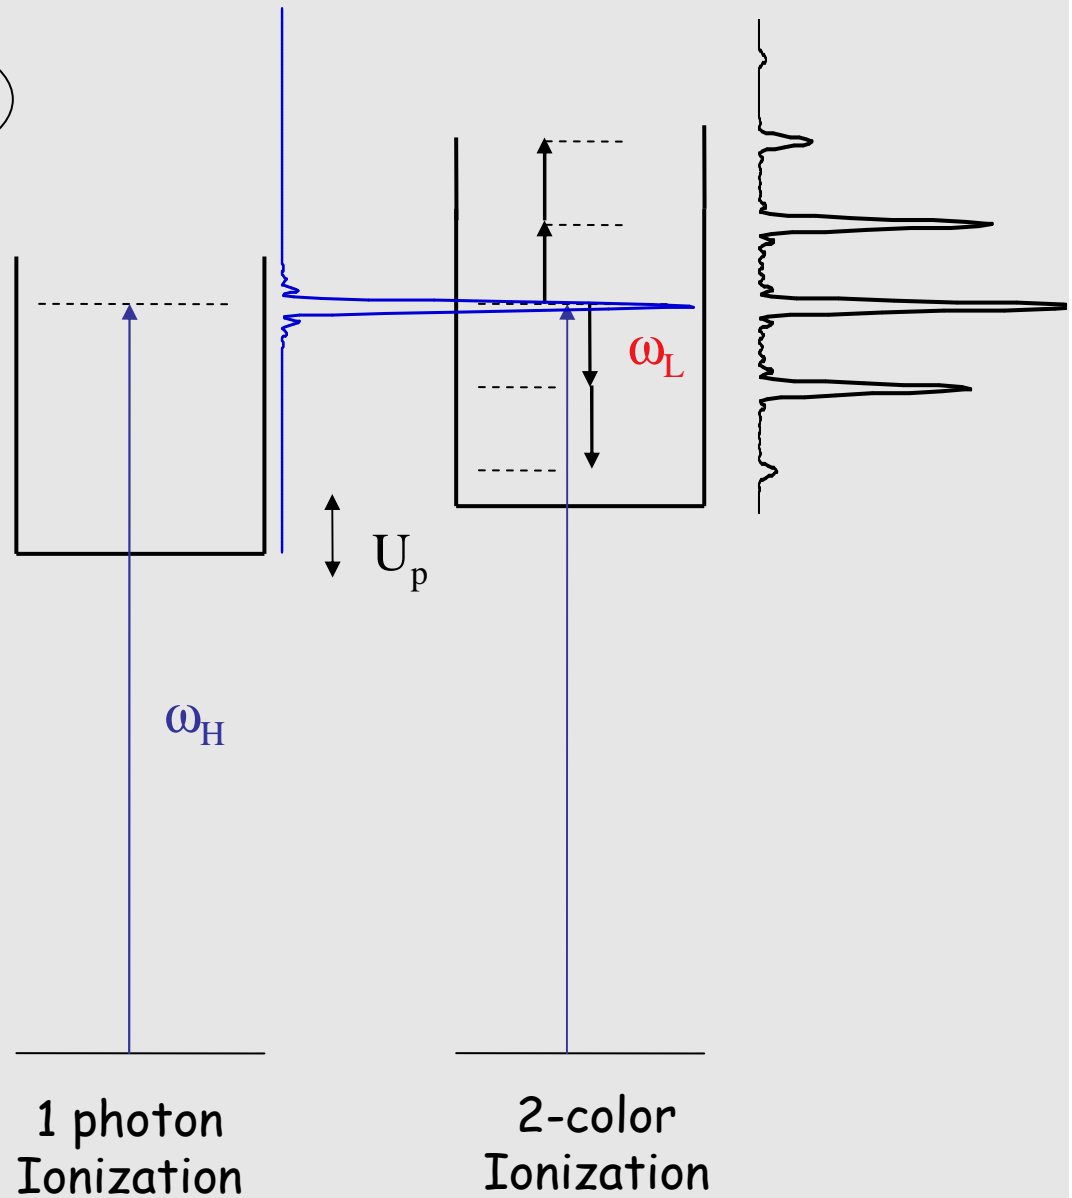 ω_L
U_p
ω_H
1 photon
Ionization
2-color
Ionization